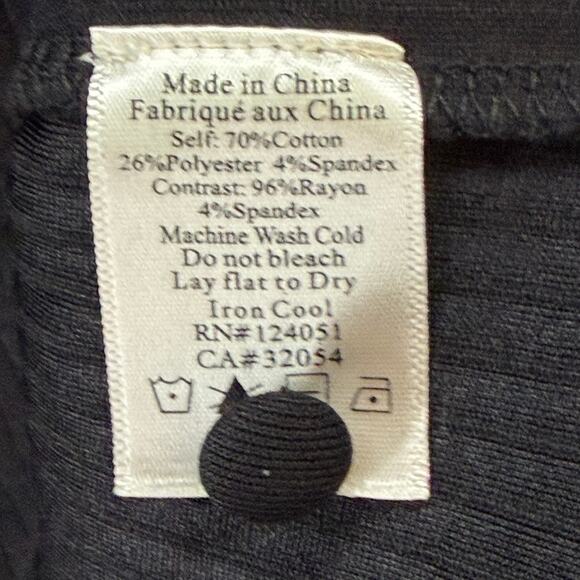 Made in China
Fabriqué aux China
Self: 70%Cotton
26%Polyester 4%Spandex
Contrast: 96%Rayon
4%Spandex
Machine Wash Cold
Do not bleach
Lay flat to Dry
Iron Cool
RN#124051
CA#32054